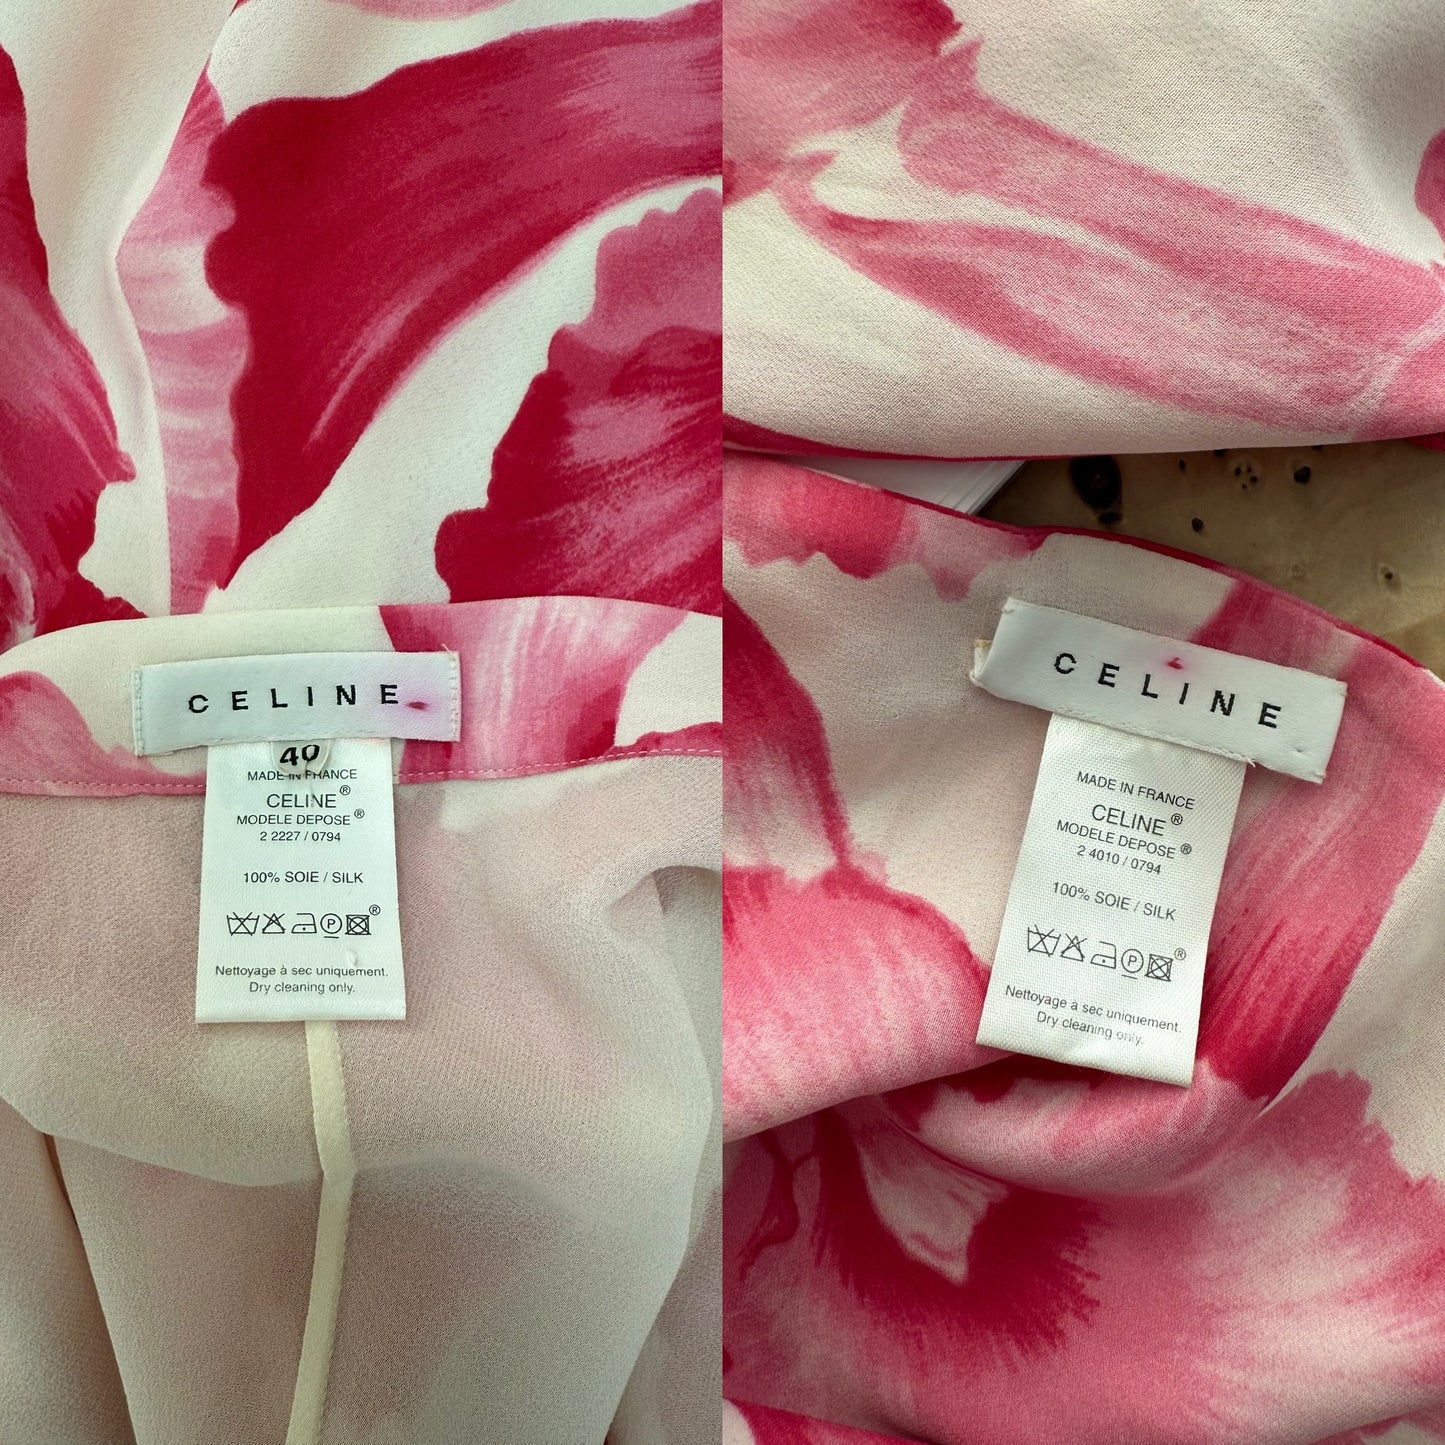 CELINE
40
MADE IN FRANCE
CELINE®
MODELE DEPOSE®
2 2227 / 0794
100% SOIE / SILK
P
®
Nettoyage à sec uniquement.
Dry cleaning only.
CELINE
MADE IN FRANCE
CELINE®
MODELE DEPOSE®
2 4010 / 0794
100% SOIE / SILK
P
®
Nettoyage à sec uniquement.
Dry cleaning only.